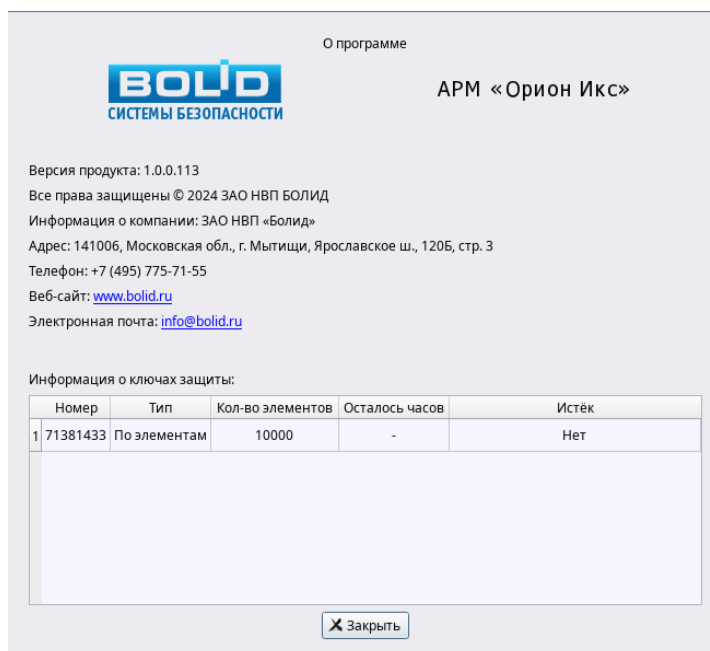 О программе
BOLID
СИСТЕМЫ БЕЗОПАСНОСТИ
АРМ «Орион Икс»
Версия продукта: 1.0.0.113
Все права защищены © 2024 ЗАО НВП БОЛИД
Информация о компании: ЗАО НВП «Болид»
Адрес: 141006, Московская обл., г. Мытищи, Ярославское ш., 120Б, стр. 3
Телефон: +7 (495) 775-71-55
Веб-сайт: www.bolid.ru
Электронная почта: info@bolid.ru
Информация о ключах защиты:
Номер Тип Кол-во элементов Осталось часов Истёк
1 71381433 По элементам 10000 - Нет
Закрыть